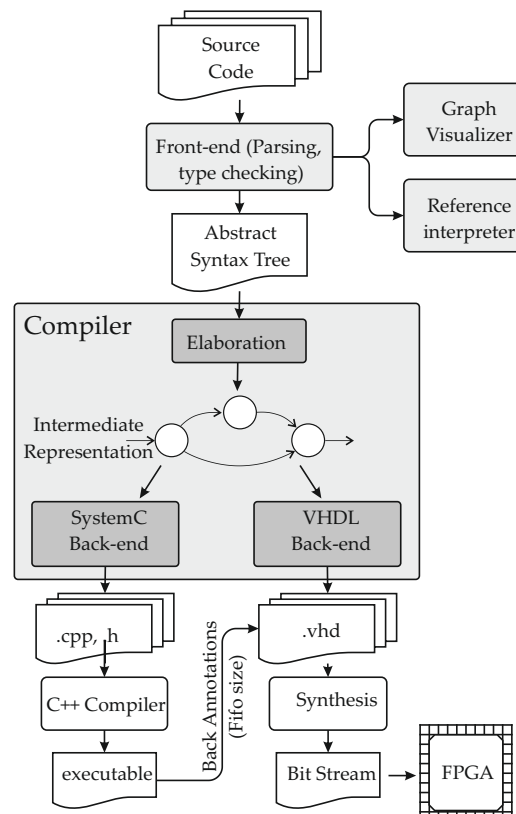 Source
Code
Front-end (Parsing,
type checking)
Graph
Visualizer
Reference
interpreter
Abstract
Syntax Tree
Compiler
Elaboration
Intermediate
Representation
SystemC
Back-end
VHDL
Back-end
.cpp, .h
.vhd
Back Annotations
(Fifo size)
C++ Compiler
Synthesis
executable
Bit Stream
FPGA